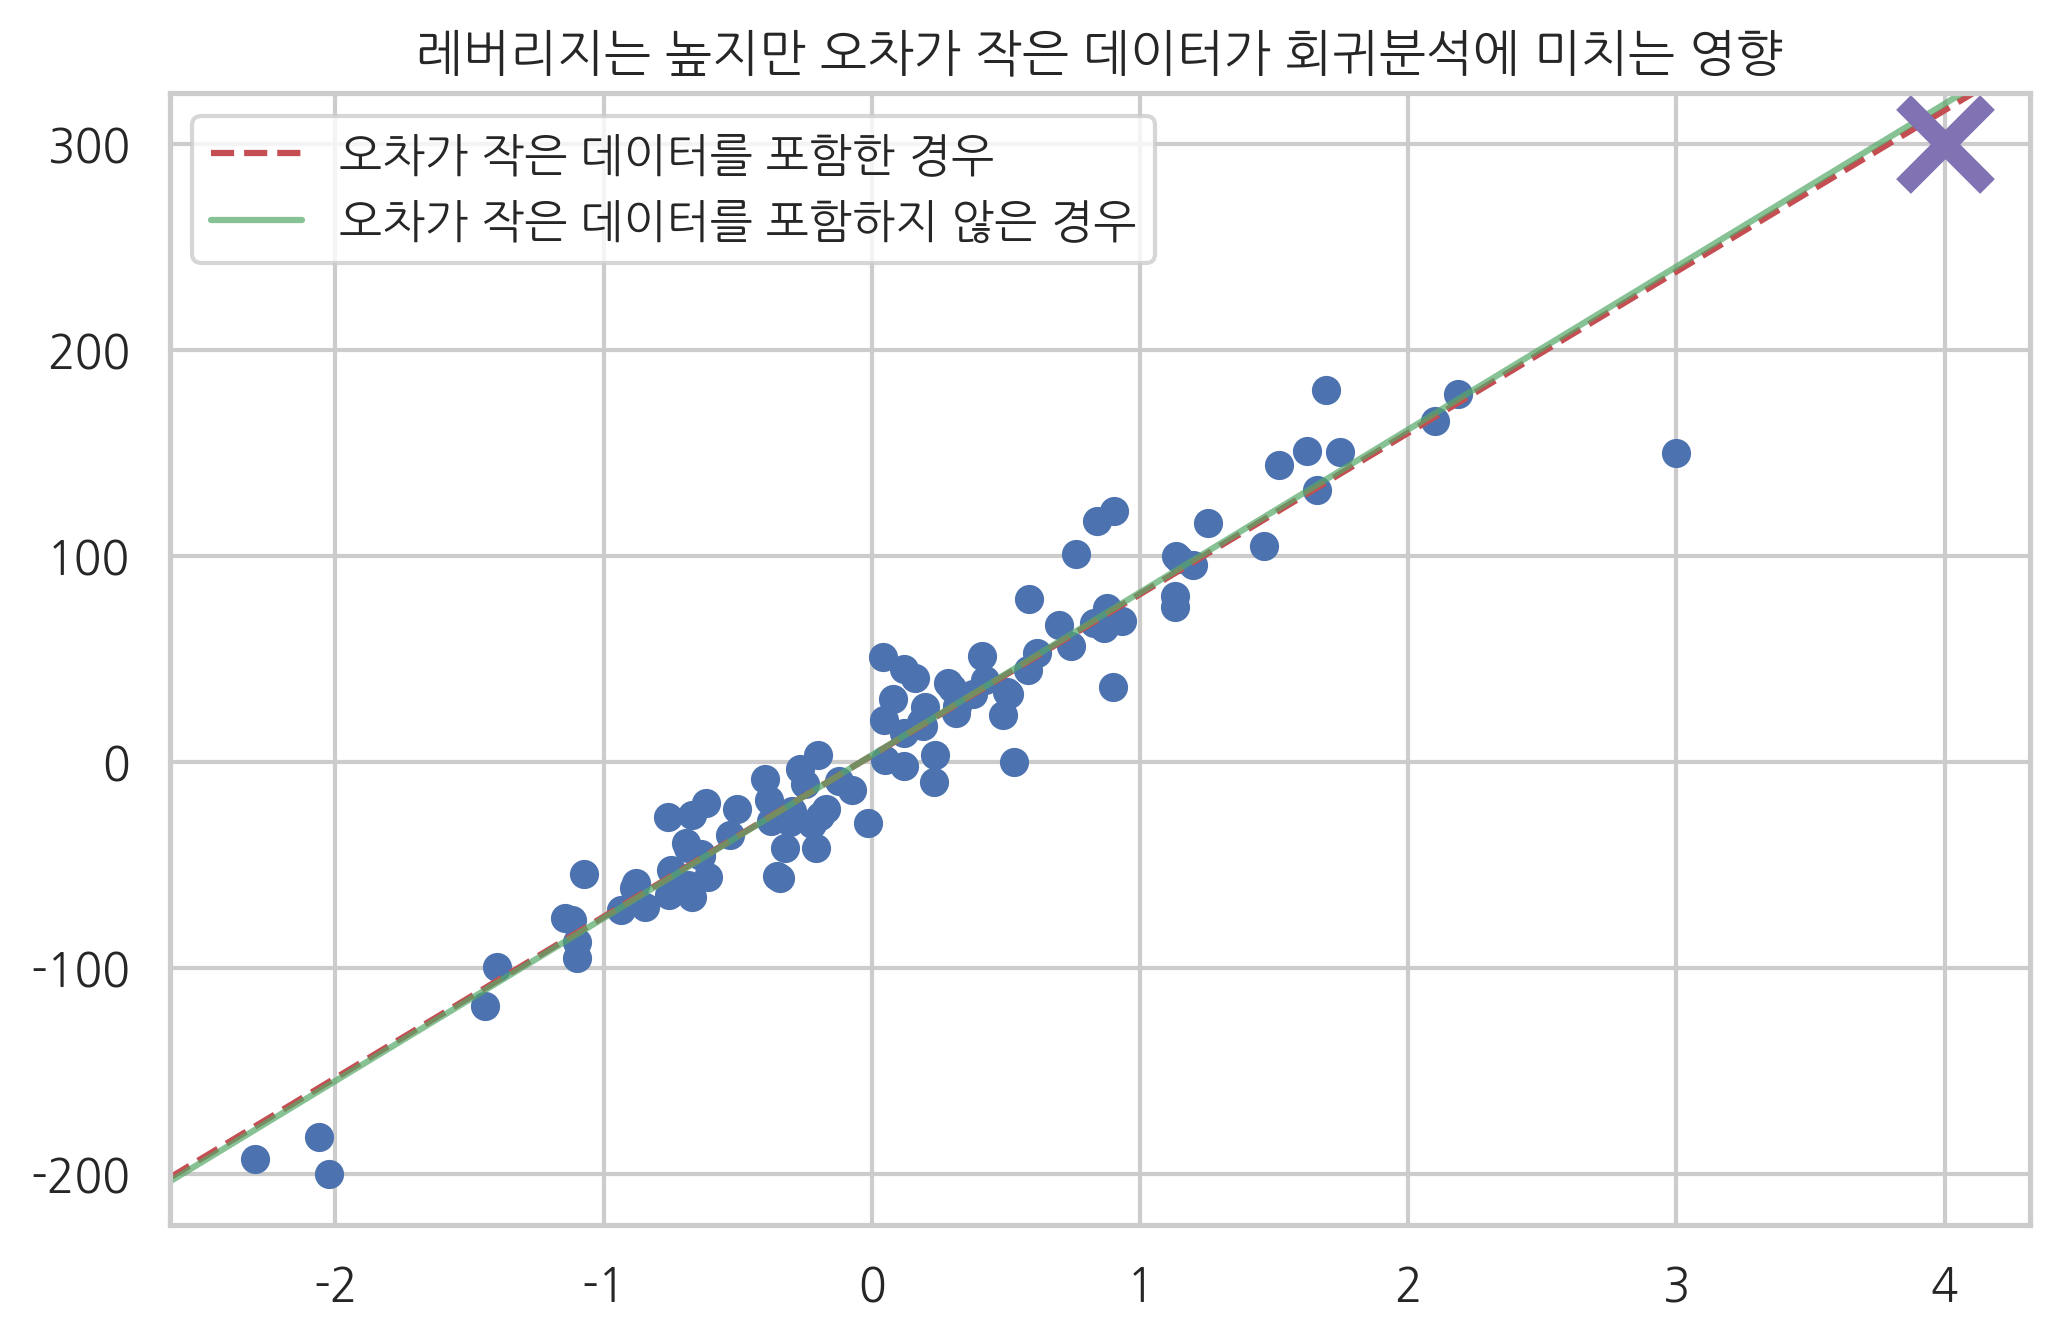 레버리지는 높지만 오차가 작은 데이터가 회귀분석에 미치는 영향
오차가 작은 데이터를 포함한 경우
오차가 작은 데이터를 포함하지 않은 경우
300
200
100
0
-100
-200
-2 -1 0 1 2 3 4